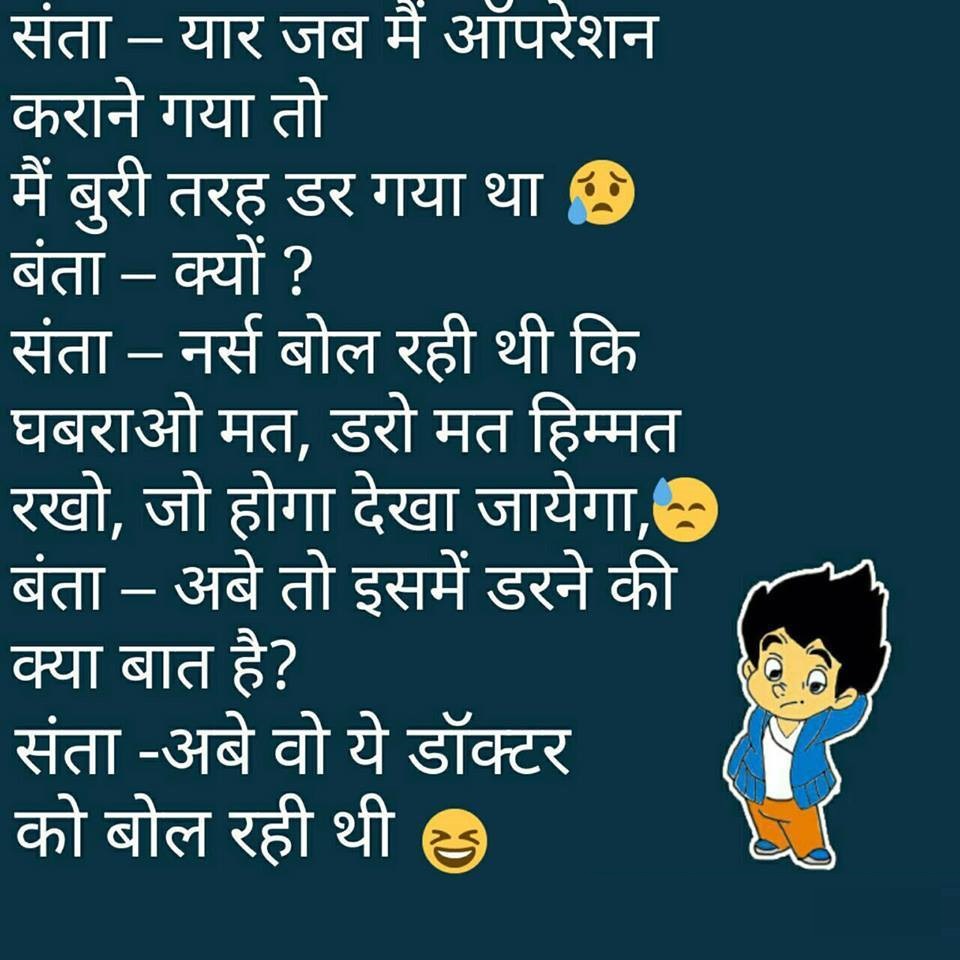 संता – यार जब मैं ऑपरेशन
कराने गया तो
मैं बुरी तरह डर गया था 😥
बंता – क्यों ?
संता – नर्स बोल रही थी कि
घबराओ मत, डरो मत हिम्मत
रखो, जो होगा देखा जायेगा,😓
बंता – अबे तो इसमें डरने की
क्या बात है?
संता -अबे वो ये डॉक्टर
को बोल रही थी 😆